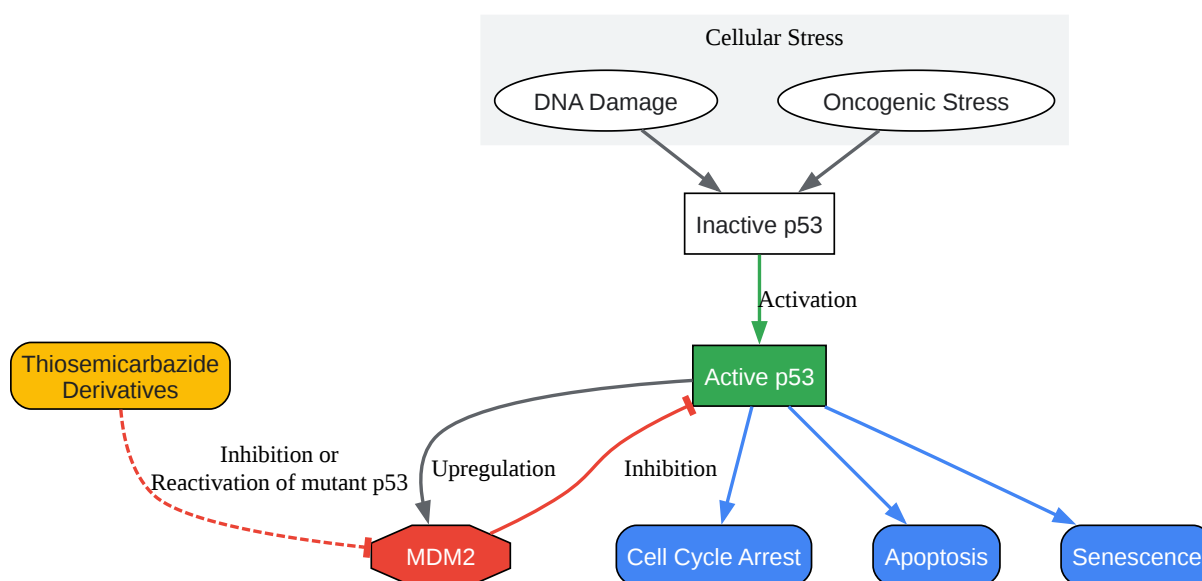 Cellular Stress
DNA Damage
Oncogenic Stress
Inactive p53
Activation
Thiosemicarbazide
Derivatives
Active p53
Inhibition or
Reactivation of mutant p53
Upregulation
Inhibition
MDM2
Cell Cycle Arrest
Apoptosis
Senescence